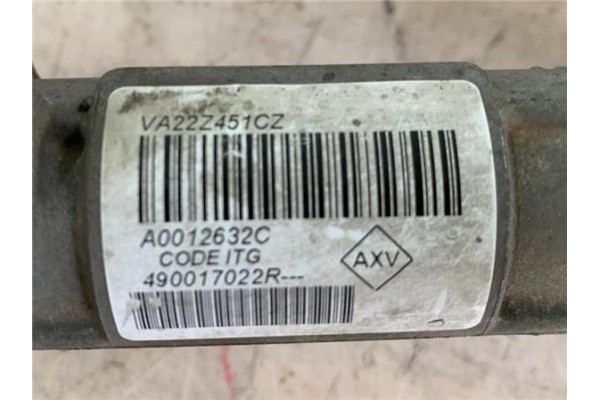 VA22Z451CZ
A0012632C
CODE ITG
490017022R---
AXV